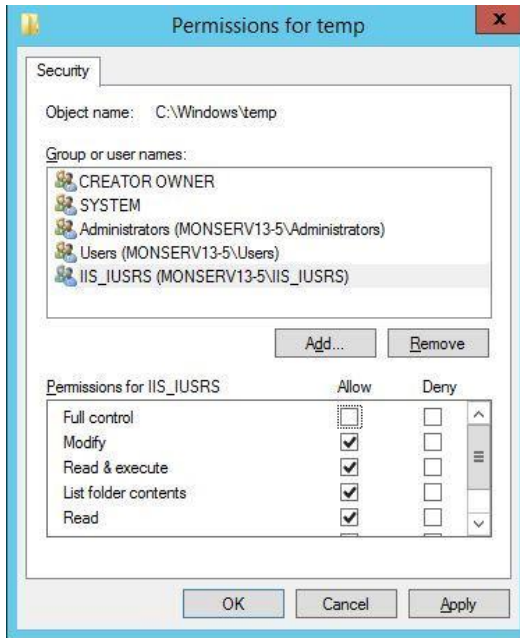 Permissions for temp
x
Security
Object name: C:\Windows\temp
Group or user names:
CREATOR OWNER
SYSTEM
Administrators (MONSERV13-5\Administrators)
Users (MONSERV13-5\Users)
IIS_IUSRS (MONSERV13-5\IIS_IUSRS)
Add... Remove
Permissions for IIS_IUSRS Allow Deny
Full control
Modify
Read & execute
List folder contents
Read
OK Cancel Apply